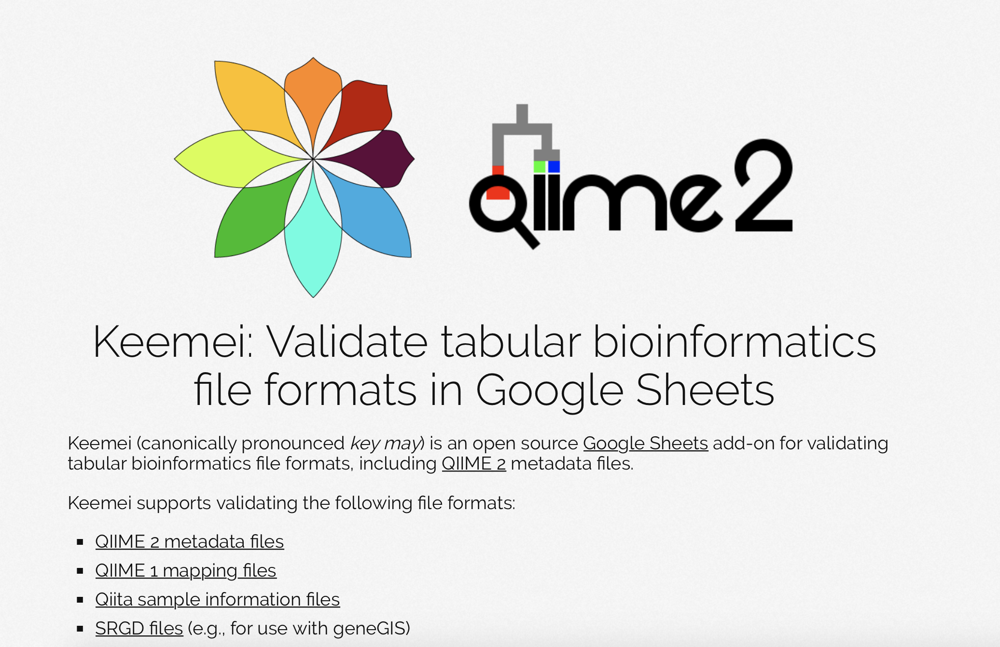 Qiime2
Keemei: Validate tabular bioinformatics
file formats in Google Sheets
Keemei (canonically pronounced key may) is an open source Google Sheets add-on for validating
tabular bioinformatics file formats, including QIIME 2 metadata files.
Keemei supports validating the following file formats:
▪ QIIME 2 metadata files
▪ QIIME 1 mapping files
▪ Qiita sample information files
▪ SRGD files (e.g., for use with geneGIS)